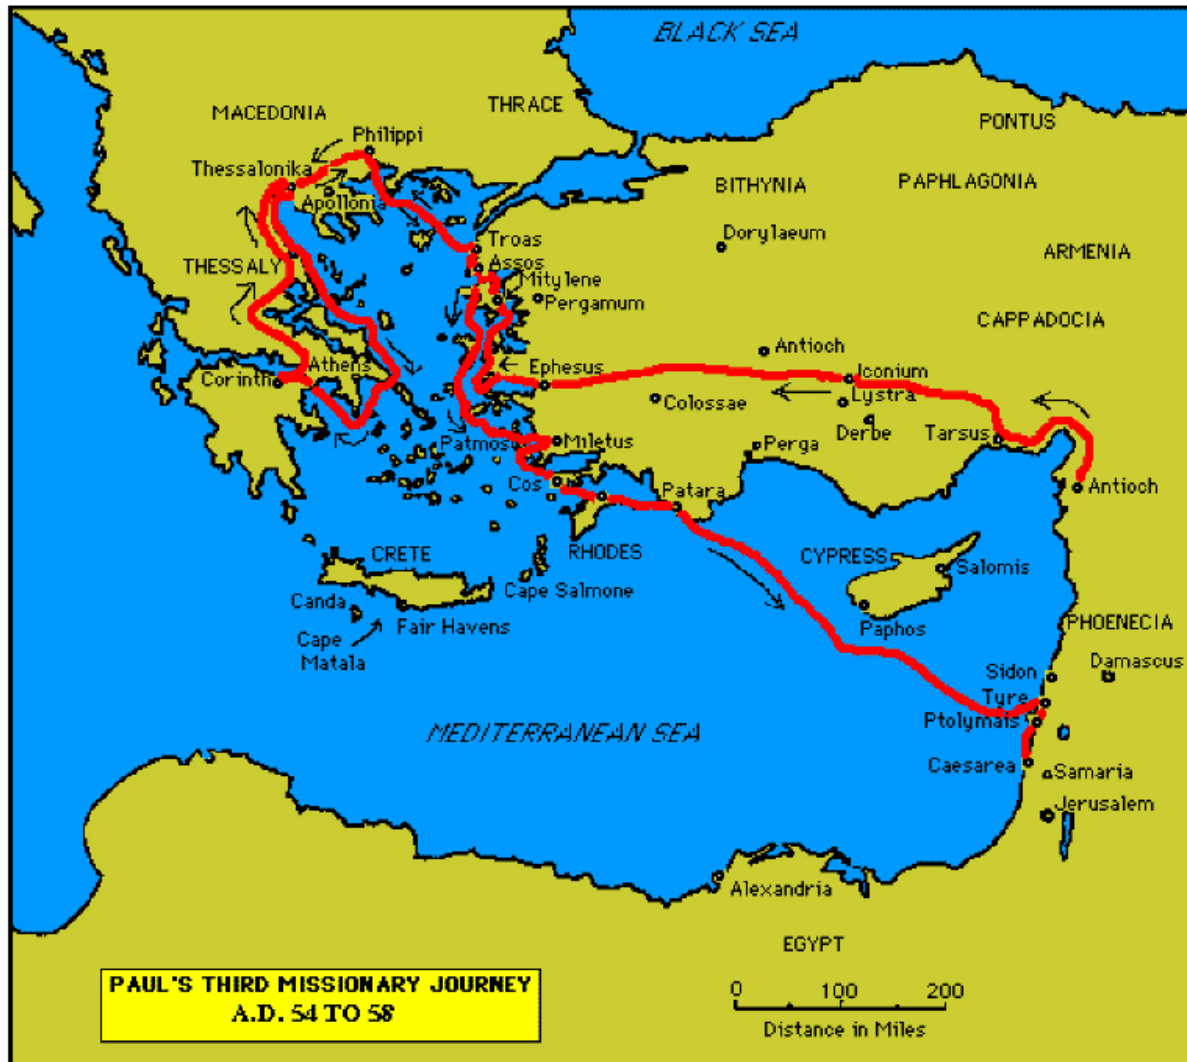 BLACK SEA
MACEDONIA
THRACE
Philippi
PONTUS
Thessalonika
Apollonia
BITHYNIA
PAPHLAGONIA
Dorylaeum
Troas
Assos
ARMENIA
THESSALY
Mitylene
Pergamum
CAPPADOCIA
Antioch
Athens
Ephesus
Iconium
Corinth
Colossae
Lystra
Derbe
Tarsus
Patmos
Miletus
Perga
Cos
Patara
Antioch
CRETE
RHODES
CYPRESS
Salomis
Cape Salmone
Canda
Fair Havens
Paphos
Cape
Matala
PHOENECIA
Sidon
Damascus
Tyre
Ptolymais
MEDITERRANEAN SEA
Caesarea
Samaria
Jerusalem
Alexandria
EGYPT
PAUL'S THIRD MISSIONARY JOURNEY
A.D. 54 TO 58
0 100 200
Distance in Miles